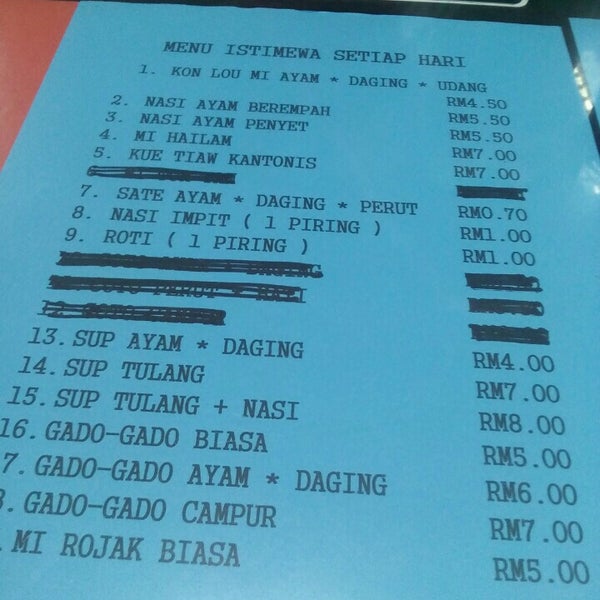 MENU ISTIMEWA SETIAP HARI
1. KON LOU MI AYAM * DAGING * UDANG RM4.50
2. NASI AYAM BEREMPAH RM5.50
3. NASI AYAM PENYET RM5.50
4. MI HAILAM RM7.00
5. KUE TIAW KANTONIS RM7.00
7. SATE AYAM * DAGING * PERUT RM0.70
8. NASI IMPIT ( 1 PIRING ) RM1.00
9. ROTI ( 1 PIRING ) RM1.00
13. SUP AYAM * DAGING RM4.00
14. SUP TULANG RM7.00
15. SUP TULANG + NASI RM8.00
16. GADO-GADO BIASA RM5.00
7. GADO-GADO AYAM * DAGING RM6.00
. GADO-GADO CAMPUR RM7.00
. MI ROJAK BIASA RM5.00